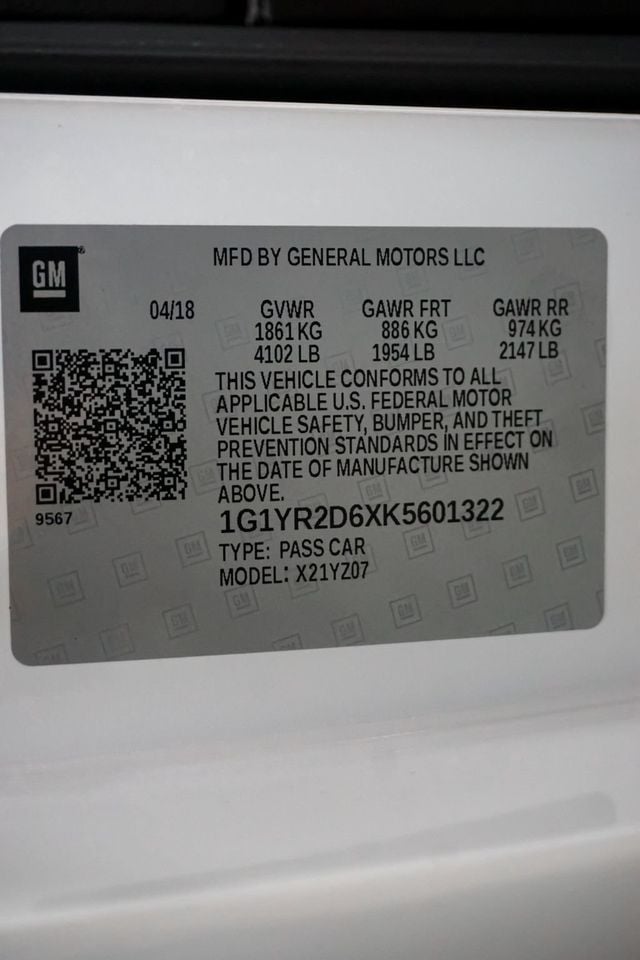 GM
MFD BY GENERAL MOTORS LLC
04/18 GVWR GAWR FRT GAWR RR
1861 KG 886 KG 974 KG
4102 LB 1954 LB 2147 LB
THIS VEHICLE CONFORMS TO ALL
APPLICABLE U.S. FEDERAL MOTOR
VEHICLE SAFETY, BUMPER, AND THEFT
PREVENTION STANDARDS IN EFFECT ON
THE DATE OF MANUFACTURE SHOWN
ABOVE.
9567
1G1YR2D6XK5601322
TYPE: PASS CAR
MODEL: X21YZ07